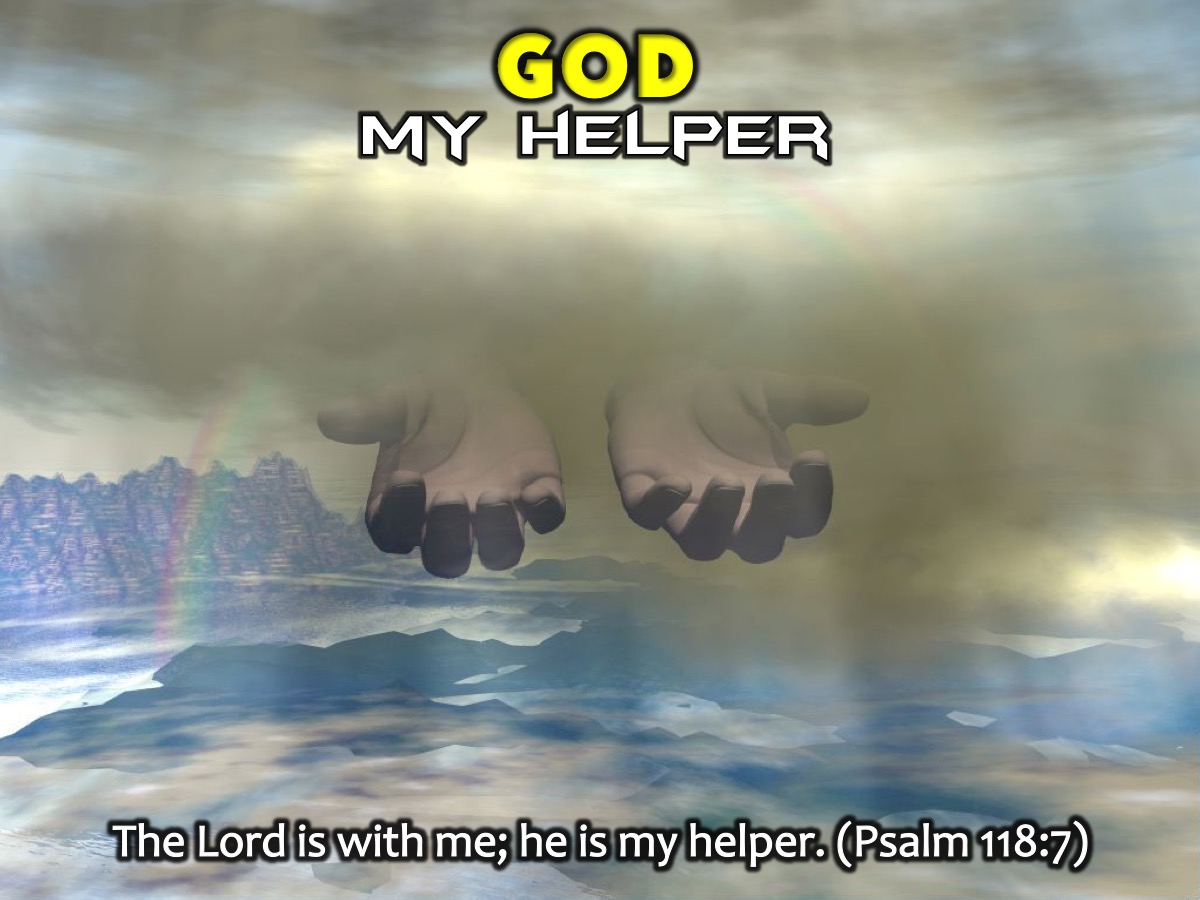 GOD
MY HELPER
The Lord is with me; he is my helper. (Psalm 118:7)